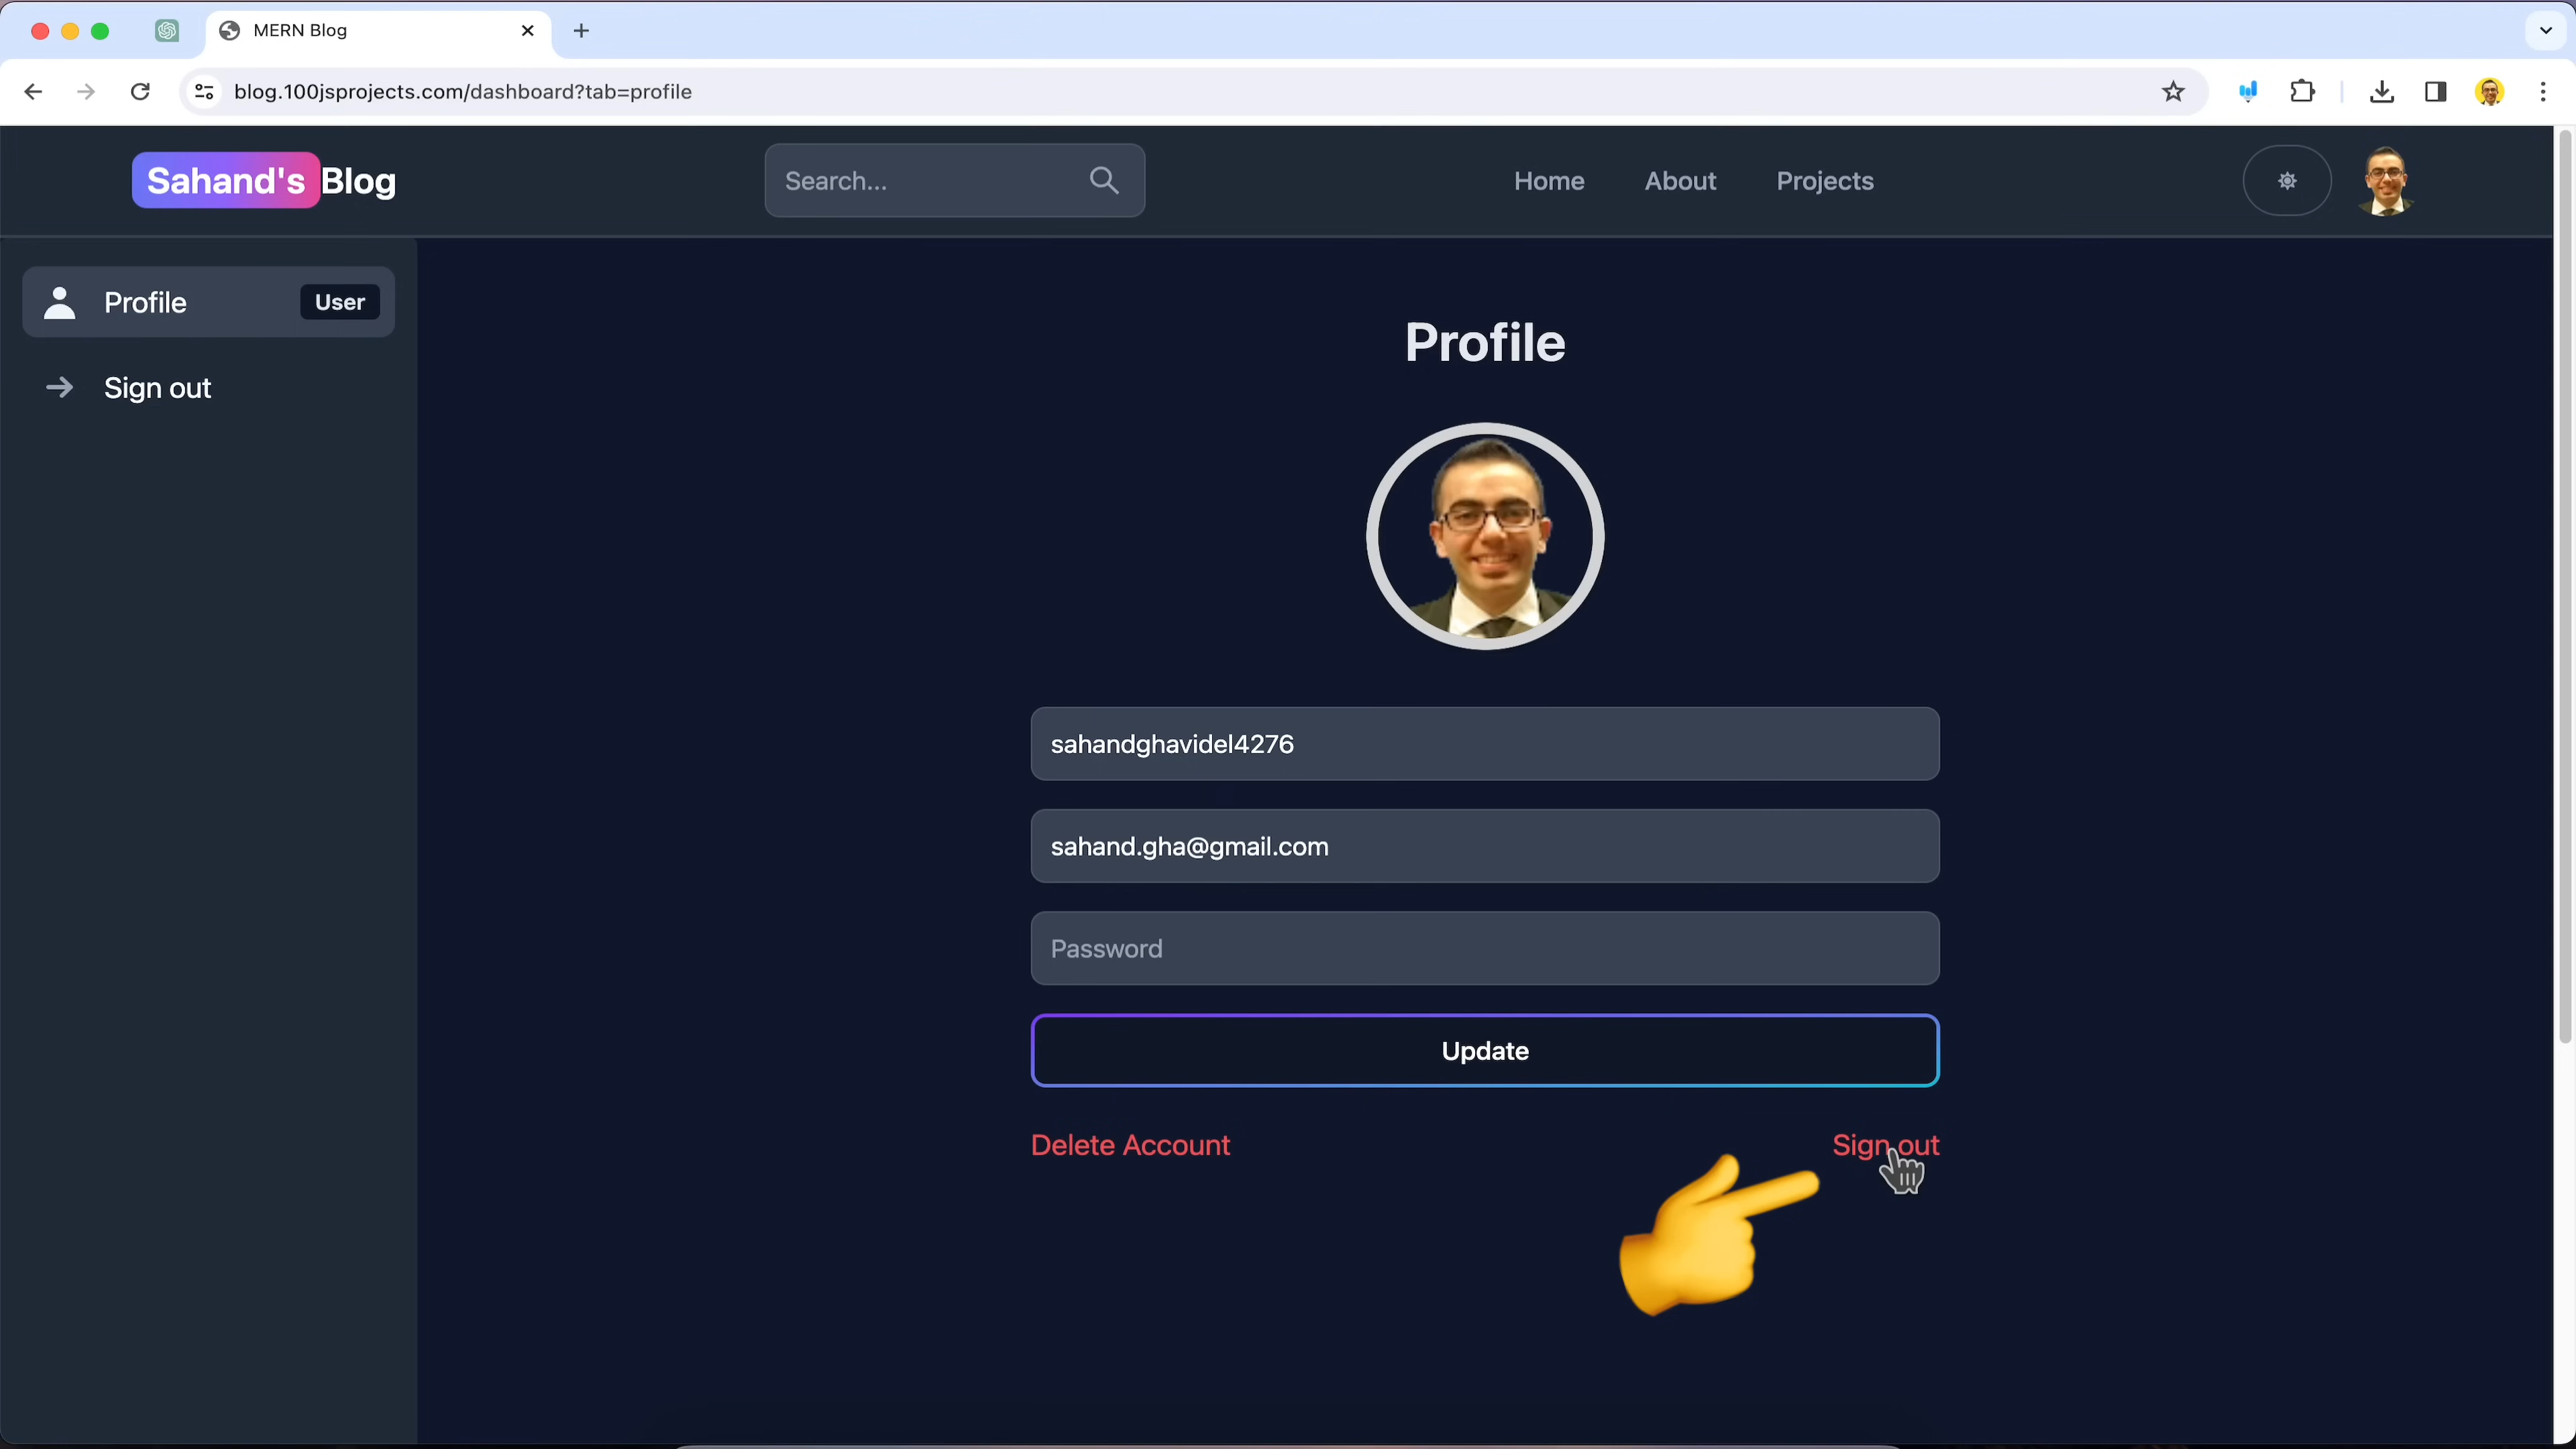 MERN Blog
blog.100jsprojects.com/dashboard?tab=profile
Sahand's Blog
Search...
Home
About
Projects
Profile
User
Sign out
Profile
sahandghavidel4276
sahand.gha@gmail.com
Password
Update
Delete Account
Sign out